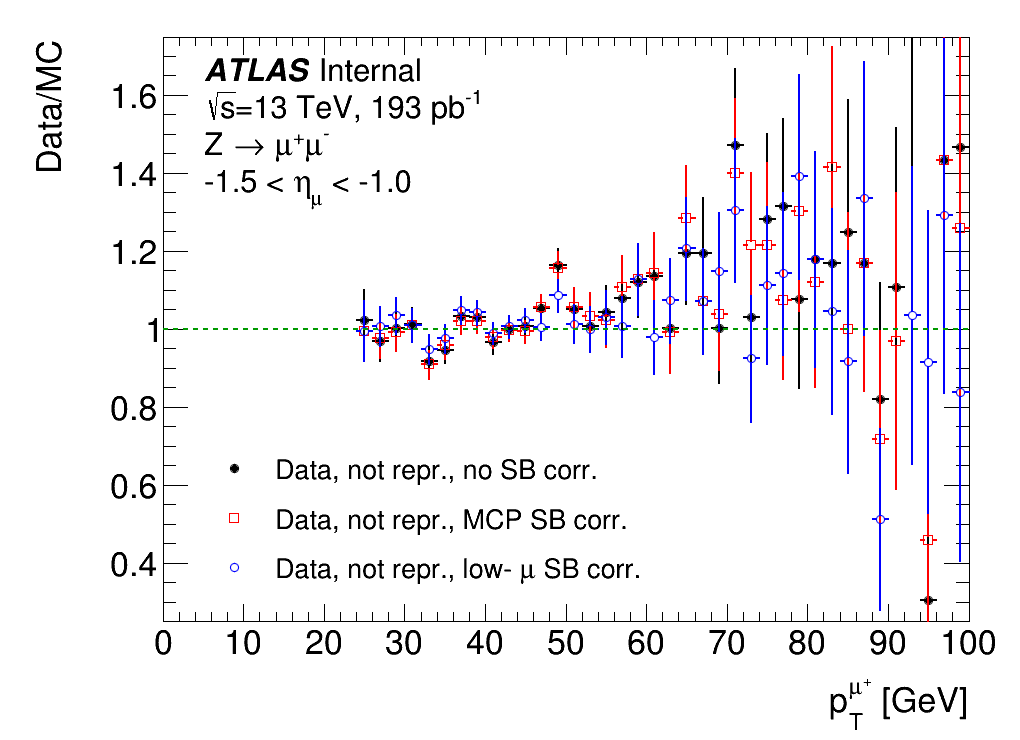 Data/MC
ATLAS Internal
√s=13 TeV, 193 pb⁻¹
Z → μ⁺μ⁻
-1.5 < ημ < -1.0
1.6
1.4
1.2
1
0.8
0.6
0.4
Data, not repr., no SB corr.
Data, not repr., MCP SB corr.
Data, not repr., low- μ SB corr.
0 10 20 30 40 50 60 70 80 90 100
p_T^μ⁺ [GeV]